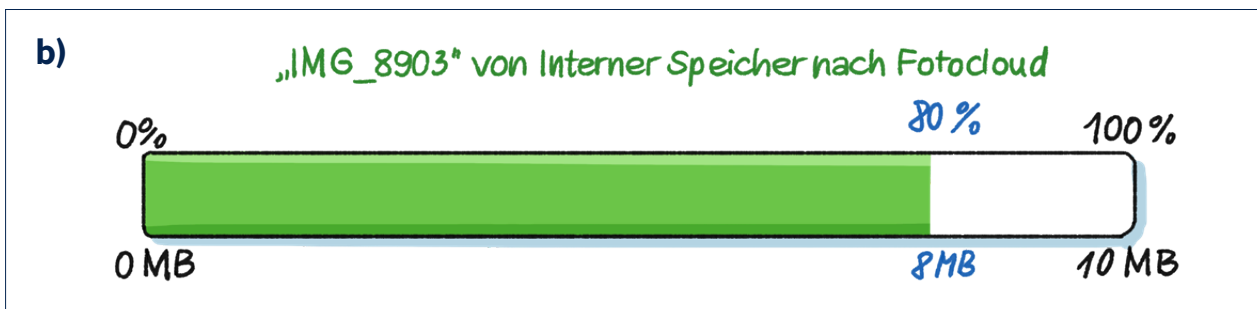 b)
„IMG_8903“ von Interner Speicher nach Fotocloud
80%
0% 100%
0 MB 8 MB 10 MB